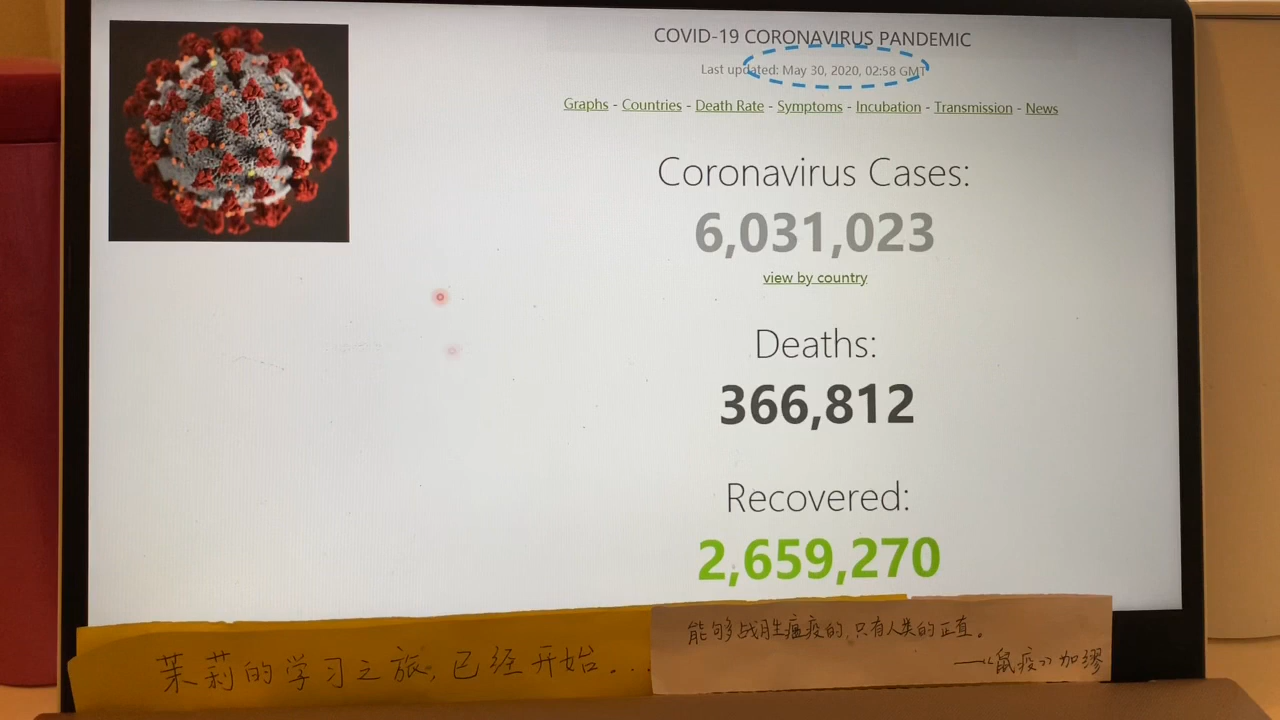 COVID-19 CORONAVIRUS PANDEMIC
Last updated: May 30, 2020, 02:58 GMT
Graphs - Countries - Death Rate - Symptoms - Incubation - Transmission - News
Coronavirus Cases:
6,031,023
view by country
Deaths:
366,812
Recovered:
2,659,270
茉莉的学习之旅,已经开始...
能够战胜瘟疫的,只有人类的正直。
——《鼠疫》加缪